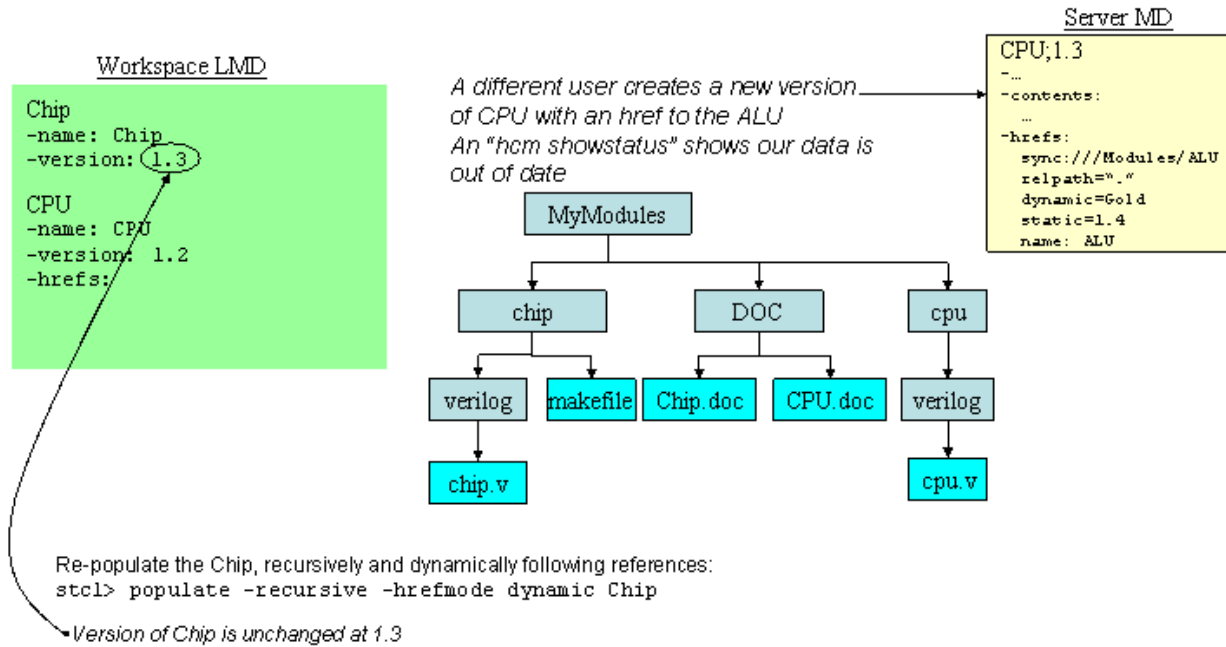 Server MD
CPU;1.3
-...
-contents:
...
-hrefs:
sync:///Modules/ALU
relpath="."
dynamic=Gold
static=1.4
name: ALU
Workspace LMD
Chip
-name: Chip
-version: 1.3
CPU
-name: CPU
-version: 1.2
-hrefs:
A different user creates a new version
of CPU with an href to the ALU
An "hcm showstatus" shows our data is
out of date
MyModules
chip DOC cpu
verilog makefile Chip.doc CPU.doc verilog
chip.v cpu.v
Re-populate the Chip, recursively and dynamically following references:
stcl> populate -recursive -hrefmode dynamic Chip
Version of Chip is unchanged at 1.3